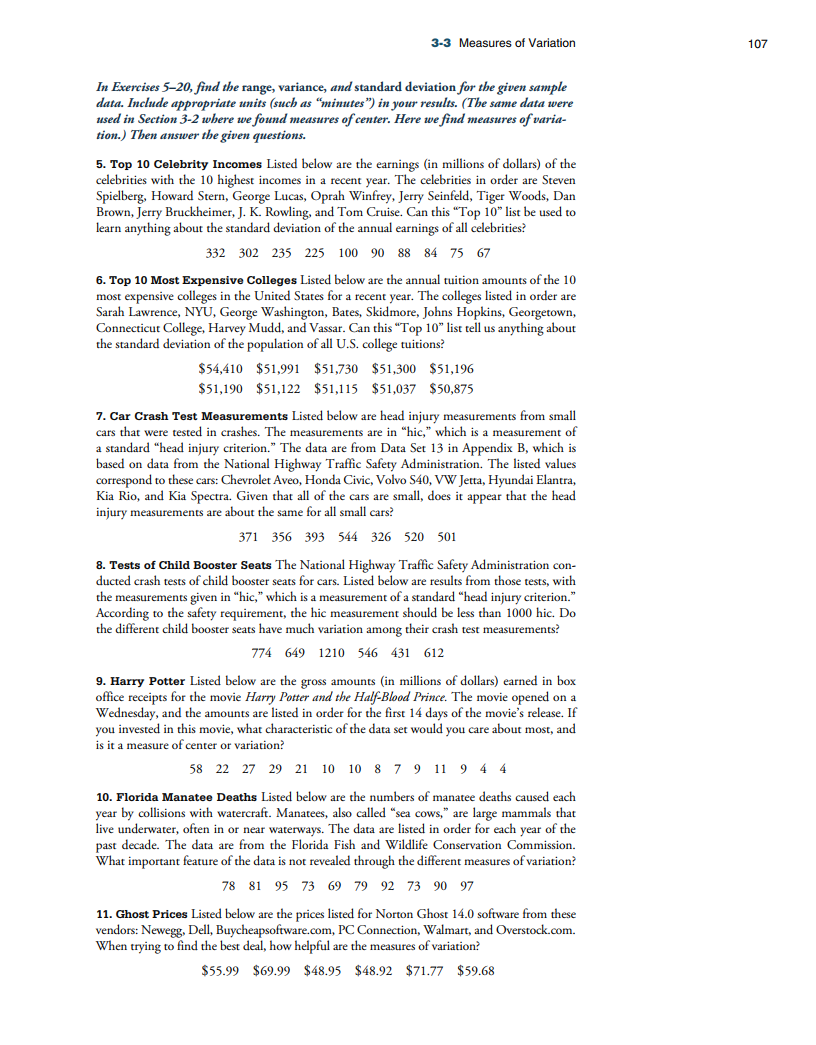 3-3 Measures of Variation 107
In Exercises 5–20, find the range, variance, and standard deviation for the given sample
data. Include appropriate units (such as “minutes”) in your results. (The same data were
used in Section 3-2 where we found measures of center. Here we find measures of varia-
tion.) Then answer the given questions.
5. Top 10 Celebrity Incomes Listed below are the earnings (in millions of dollars) of the
celebrities with the 10 highest incomes in a recent year. The celebrities in order are Steven
Spielberg, Howard Stern, George Lucas, Oprah Winfrey, Jerry Seinfeld, Tiger Woods, Dan
Brown, Jerry Bruckheimer, J. K. Rowling, and Tom Cruise. Can this “Top 10” list be used to
learn anything about the standard deviation of the annual earnings of all celebrities?
332 302 235 225 100 90 88 84 75 67
6. Top 10 Most Expensive Colleges Listed below are the annual tuition amounts of the 10
most expensive colleges in the United States for a recent year. The colleges listed in order are
Sarah Lawrence, NYU, George Washington, Bates, Skidmore, Johns Hopkins, Georgetown,
Connecticut College, Harvey Mudd, and Vassar. Can this “Top 10” list tell us anything about
the standard deviation of the population of all U.S. college tuitions?
$54,410 $51,991 $51,730 $51,300 $51,196
$51,190 $51,122 $51,115 $51,037 $50,875
7. Car Crash Test Measurements Listed below are head injury measurements from small
cars that were tested in crashes. The measurements are in “hic,” which is a measurement of
a standard “head injury criterion.” The data are from Data Set 13 in Appendix B, which is
based on data from the National Highway Traffic Safety Administration. The listed values
correspond to these cars: Chevrolet Aveo, Honda Civic, Volvo S40, VW Jetta, Hyundai Elantra,
Kia Rio, and Kia Spectra. Given that all of the cars are small, does it appear that the head
injury measurements are about the same for all small cars?
371 356 393 544 326 520 501
8. Tests of Child Booster Seats The National Highway Traffic Safety Administration con-
ducted crash tests of child booster seats for cars. Listed below are results from those tests, with
the measurements given in “hic,” which is a measurement of a standard “head injury criterion.”
According to the safety requirement, the hic measurement should be less than 1000 hic. Do
the different child booster seats have much variation among their crash test measurements?
774 649 1210 546 431 612
9. Harry Potter Listed below are the gross amounts (in millions of dollars) earned in box
office receipts for the movie Harry Potter and the Half-Blood Prince. The movie opened on a
Wednesday, and the amounts are listed in order for the first 14 days of the movie’s release. If
you invested in this movie, what characteristic of the data set would you care about most, and
is it a measure of center or variation?
58 22 27 29 21 10 10 8 7 9 11 9 4 4
10. Florida Manatee Deaths Listed below are the numbers of manatee deaths caused each
year by collisions with watercraft. Manatees, also called “sea cows,” are large mammals that
live underwater, often in or near waterways. The data are listed in order for each year of the
past decade. The data are from the Florida Fish and Wildlife Conservation Commission.
What important feature of the data is not revealed through the different measures of variation?
78 81 95 73 69 79 92 73 90 97
11. Ghost Prices Listed below are the prices listed for Norton Ghost 14.0 software from these
vendors: Newegg, Dell, Buycheapsoftware.com, PC Connection, Walmart, and Overstock.com.
When trying to find the best deal, how helpful are the measures of variation?
$55.99 $69.99 $48.95 $48.92 $71.77 $59.68